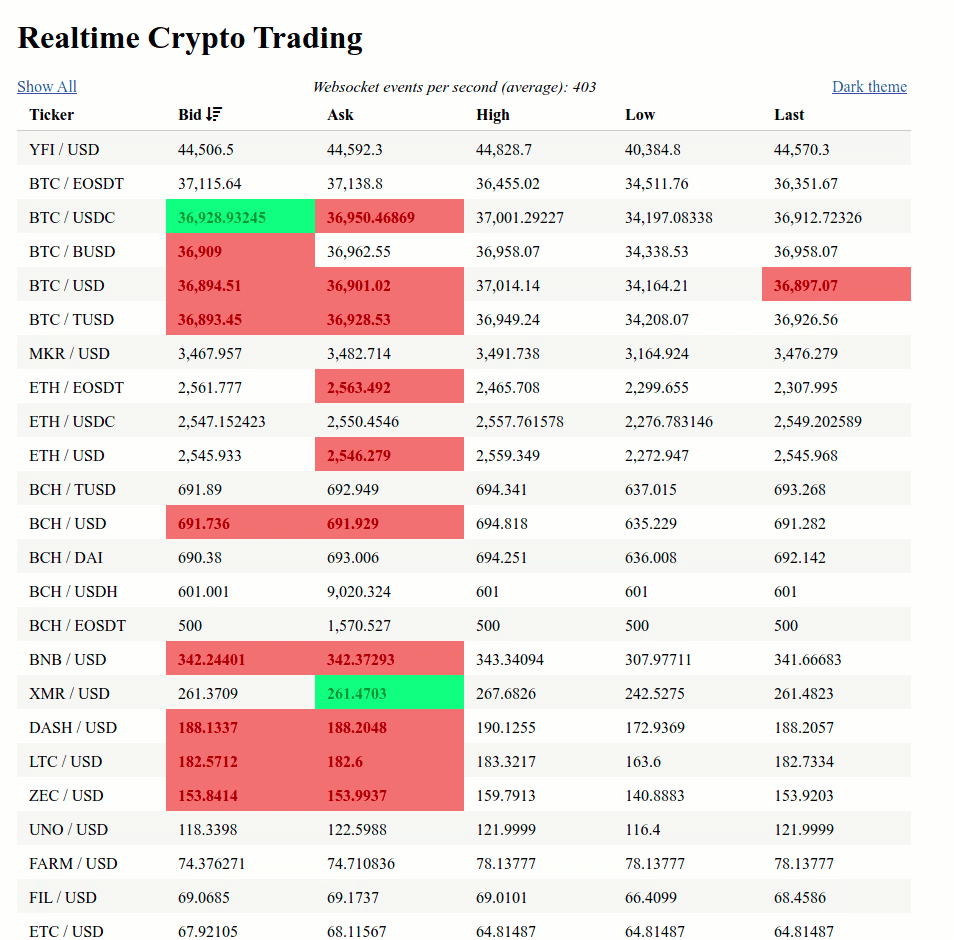 Realtime Crypto Trading
Show All Websocket events per second (average): 403 Dark theme
Ticker Bid Ask High Low Last
YFI / USD 44,506.5 44,592.3 44,828.7 40,384.8 44,570.3
BTC / EOSDT 37,115.64 37,138.8 36,455.02 34,511.76 36,351.67
BTC / USDC 36,928.93245 36,950.46869 37,001.29227 34,197.08338 36,912.72326
BTC / BUSD 36,909 36,962.55 36,958.07 34,338.53 36,958.07
BTC / USD 36,894.51 36,901.02 37,014.14 34,164.21 36,897.07
BTC / TUSD 36,893.45 36,928.53 36,949.24 34,208.07 36,926.56
MKR / USD 3,467.957 3,482.714 3,491.738 3,164.924 3,476.279
ETH / EOSDT 2,561.777 2,563.492 2,465.708 2,299.655 2,307.995
ETH / USDC 2,547.152423 2,550.4546 2,557.761578 2,276.783146 2,549.202589
ETH / USD 2,545.933 2,546.279 2,559.349 2,272.947 2,545.968
BCH / TUSD 691.89 692.949 694.341 637.015 693.268
BCH / USD 691.736 691.929 694.818 635.229 691.282
BCH / DAI 690.38 693.006 694.251 636.008 692.142
BCH / USDH 601.001 9,020.324 601 601 601
BCH / EOSDT 500 1,570.527 500 500 500
BNB / USD 342.24401 342.37293 343.34094 307.97711 341.66683
XMR / USD 261.3709 261.4703 267.6826 242.5275 261.4823
DASH / USD 188.1337 188.2048 190.1255 172.9369 188.2057
LTC / USD 182.5712 182.6 183.3217 163.6 182.7334
ZEC / USD 153.8414 153.9937 159.7913 140.8883 153.9203
UNO / USD 118.3398 122.5988 121.9999 116.4 121.9999
FARM / USD 74.376271 74.710836 78.13777 78.13777 78.13777
FIL / USD 69.0685 69.1737 69.0101 66.4099 68.4586
ETC / USD 67.92105 68.11567 64.81487 64.81487 64.81487